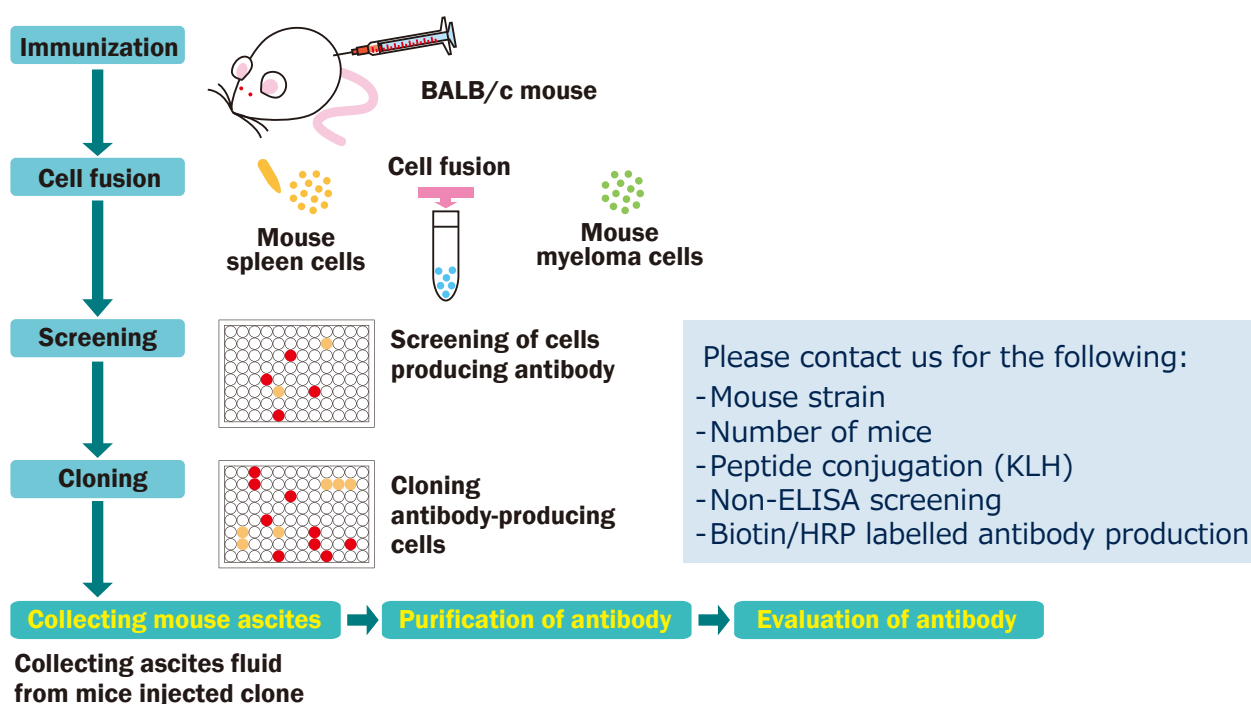 Immunization
BALB/c mouse
Cell fusion
Cell fusion
Mouse
spleen cells
Mouse
myeloma cells
Screening
Screening of cells
producing antibody
Cloning
Cloning
antibody-producing
cells
Please contact us for the following:
-Mouse strain
-Number of mice
-Peptide conjugation (KLH)
-Non-ELISA screening
-Biotin/HRP labelled antibody production
Collecting mouse ascites
Purification of antibody
Evaluation of antibody
Collecting ascites fluid
from mice injected clone